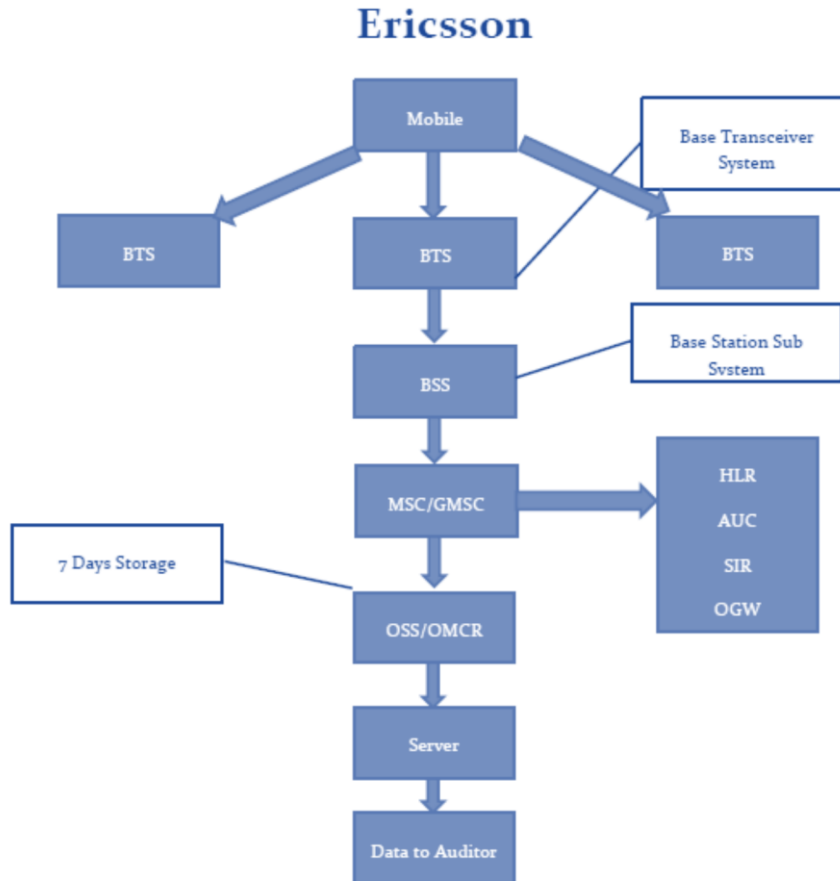 Ericsson
Mobile
Base Transceiver
System
BTS
BTS
BTS
Base Station Sub
System
BSS
MSC/GMSC
HLR
AUC
SIR
OGW
7 Days Storage
OSS/OMCR
Server
Data to Auditor